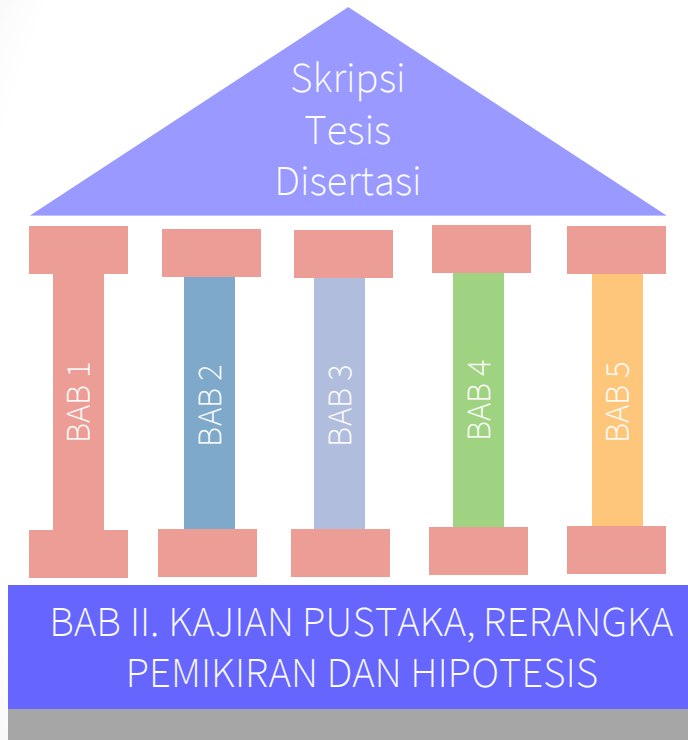 Skripsi
Tesis
Disertasi
BAB 1
BAB 2
BAB 3
BAB 4
BAB 5
BAB II. KAJIAN PUSTAKA, RERANGKA
PEMIKIRAN DAN HIPOTESIS